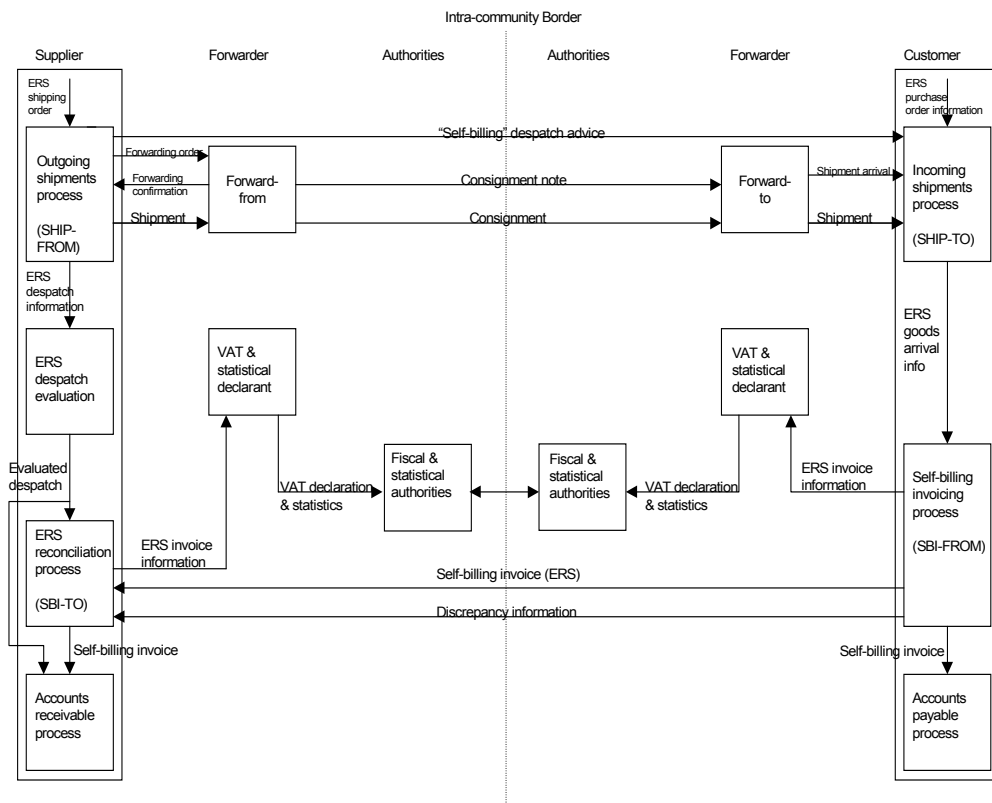 Intra-community Border
Supplier
Forwarder
Authorities
Authorities
Forwarder
Customer
ERS
shipping
order
ERS
purchase
order information
"Self-billing" despatch advice
Outgoing
shipments
process
(SHIP-
FROM)
Forwarding order
Forwarding
confirmation
Shipment
Forward-
from
Consignment note
Consignment
Forward-
to
Shipment arrival
Shipment
Incoming
shipments
process
(SHIP-TO)
ERS
despatch
information
ERS
goods
arrival
info
ERS
despatch
evaluation
VAT &
statistical
declarant
VAT &
statistical
declarant
Evaluated
despatch
Fiscal &
statistical
authorities
Fiscal &
statistical
authorities
VAT declaration
& statistics
VAT declaration
& statistics
ERS invoice
information
Self-billing
invoicing
process
(SBI-FROM)
ERS
reconciliation
process
(SBI-TO)
ERS invoice
information
Self-billing invoice (ERS)
Discrepancy information
Self-billing invoice
Self-billing invoice
Accounts
receivable
process
Accounts
payable
process